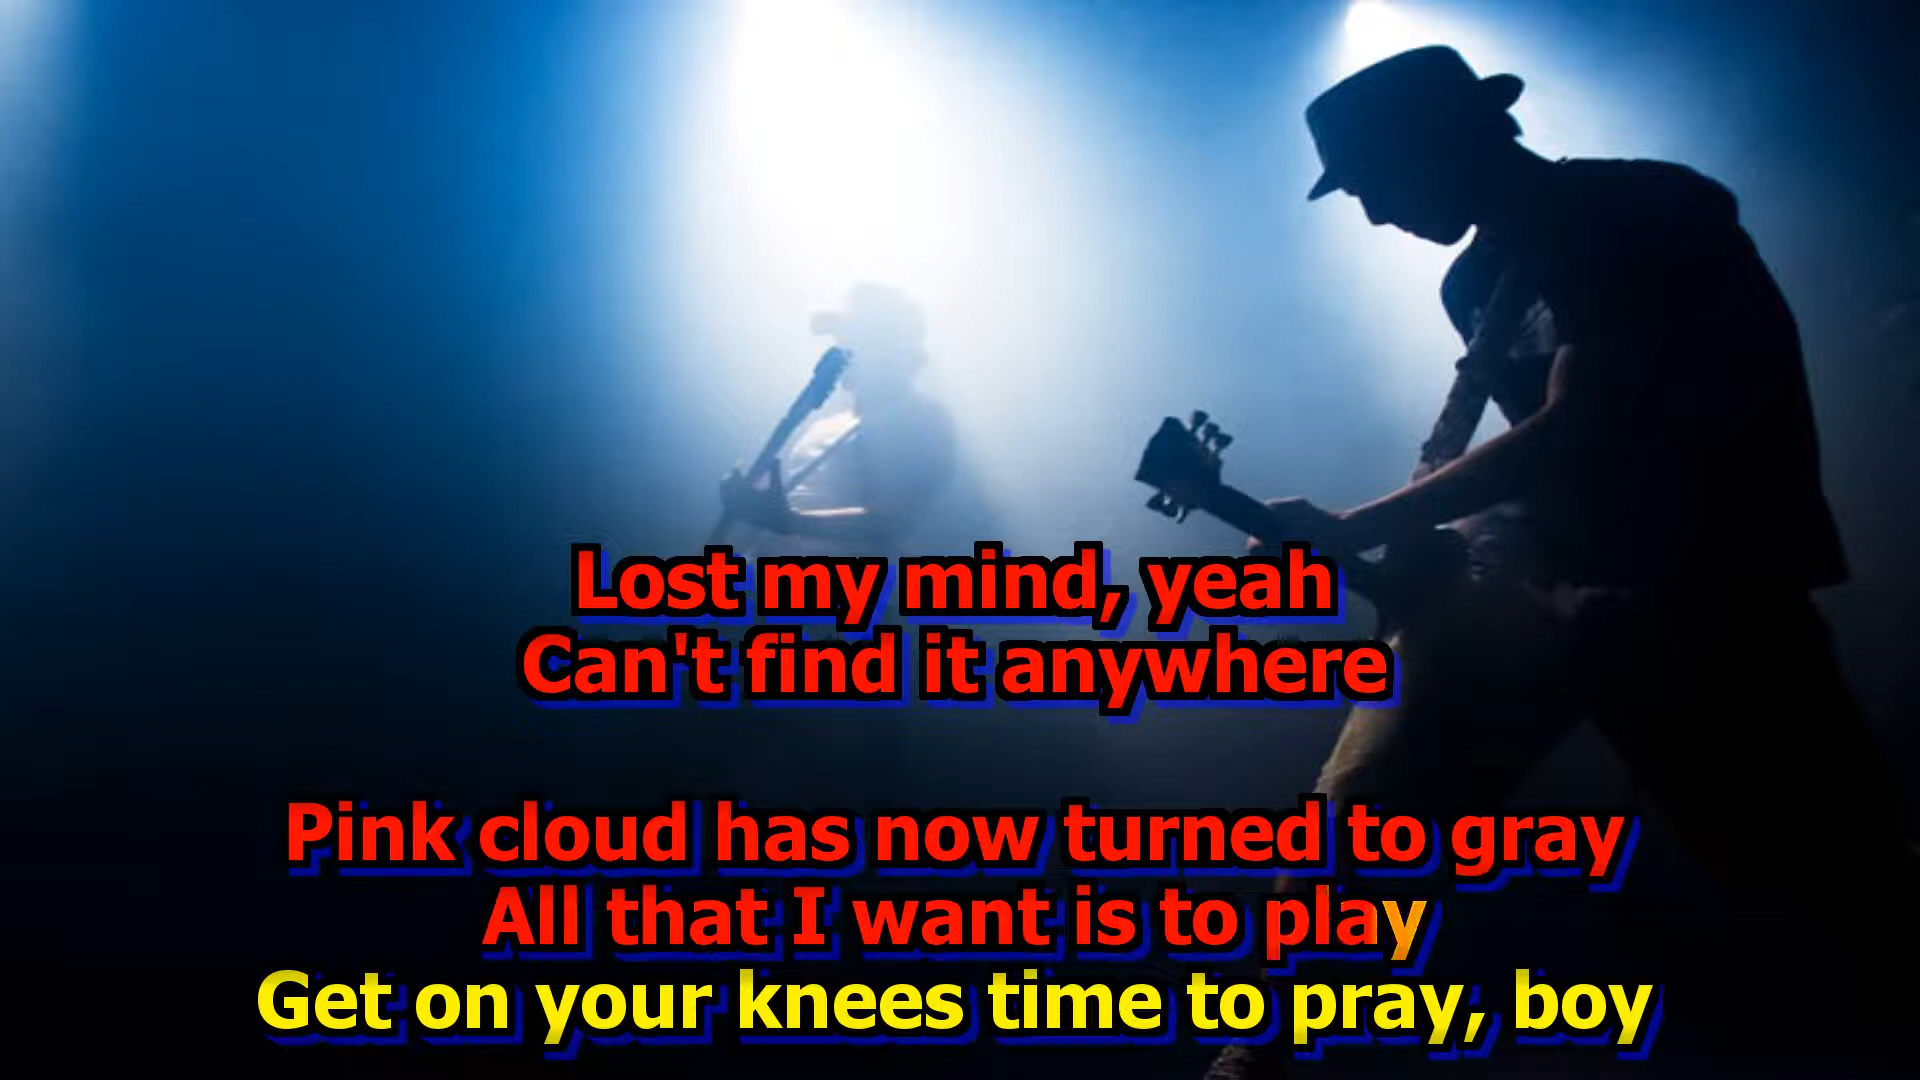 Lost my mind, yeah
Can't find it anywhere
Pink cloud has now turned to gray
All that I want is to play
Get on your knees time to pray, boy